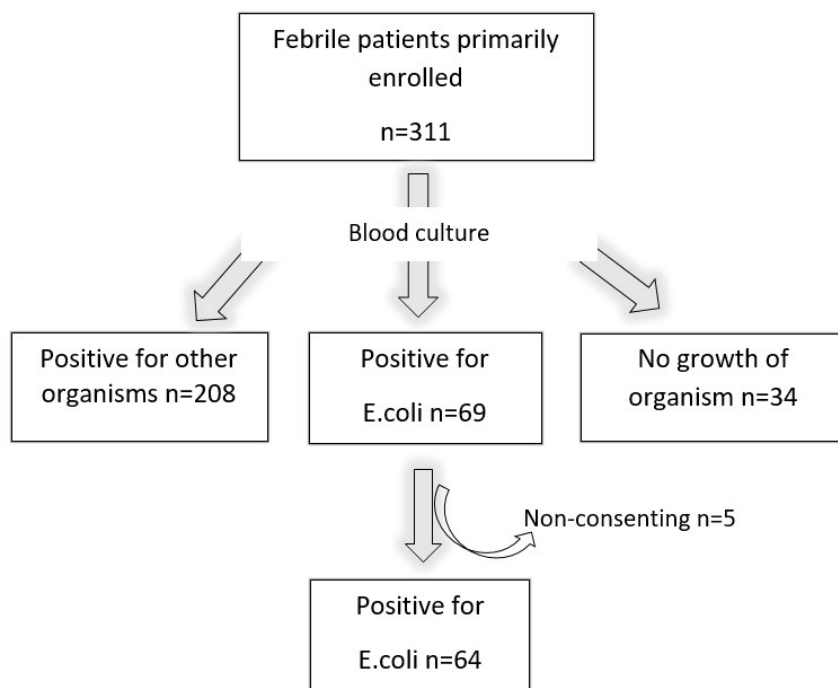 Febrile patients primarily
enrolled
n=311
Blood culture
Positive for other
organisms n=208
Positive for
E.coli n=69
No growth of
organism n=34
Non-consenting n=5
Positive for
E.coli n=64